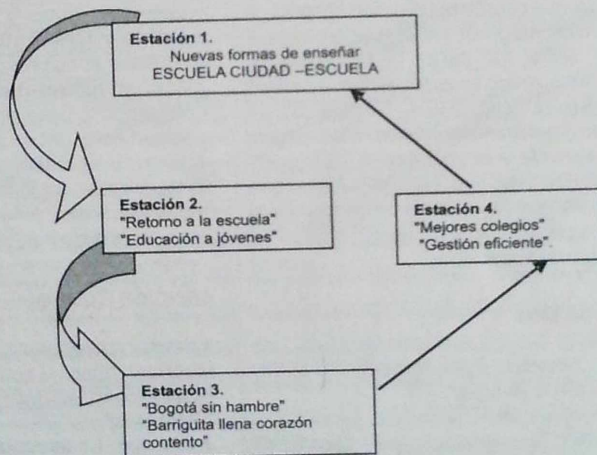 Estación 1.
Nuevas formas de enseñar
ESCUELA CIUDAD –ESCUELA
Estación 2.
"Retorno a la escuela"
"Educación a jóvenes"
Estación 4.
"Mejores colegios"
"Gestión eficiente".
Estación 3.
"Bogotá sin hambre"
"Barriguita llena corazón
contento"